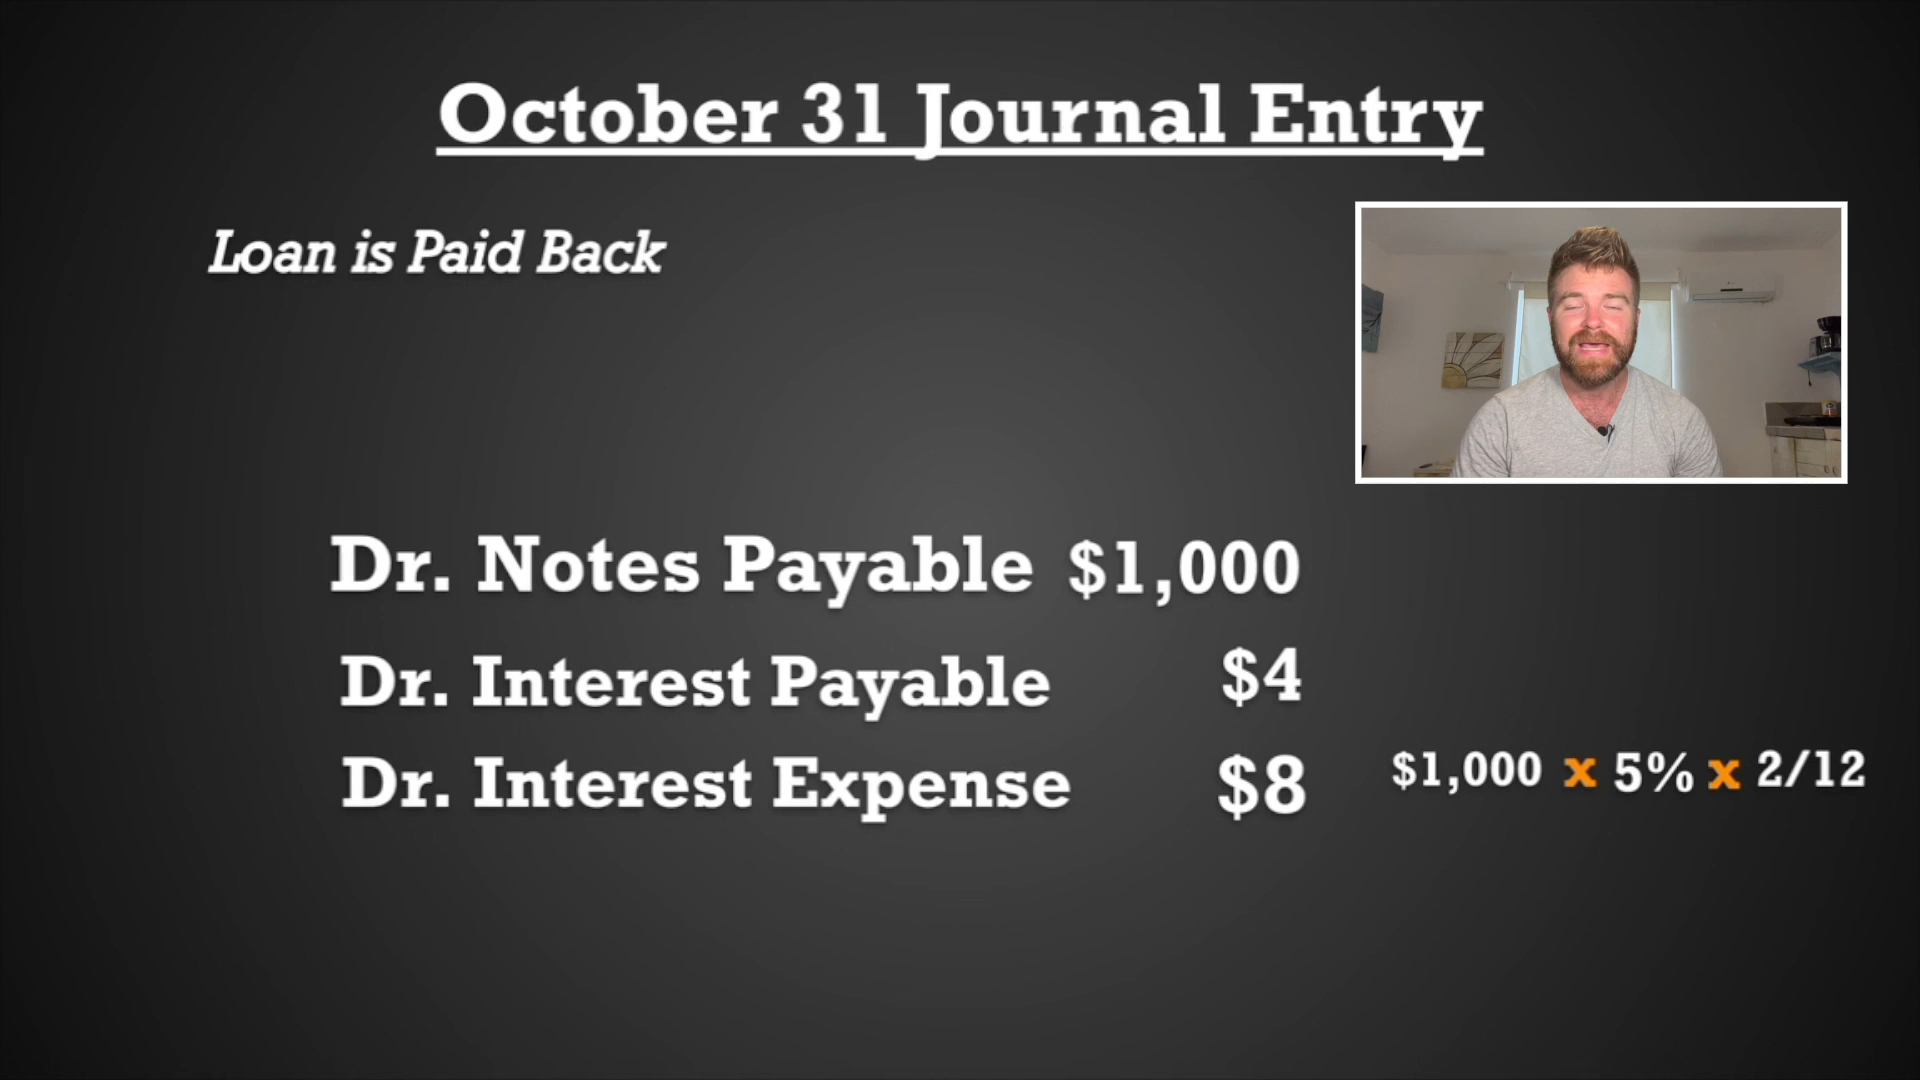 October 31 Journal Entry
Loan is Paid Back
Dr. Notes Payable $1,000
Dr. Interest Payable $4
Dr. Interest Expense $8 $1,000 x 5% x 2/12